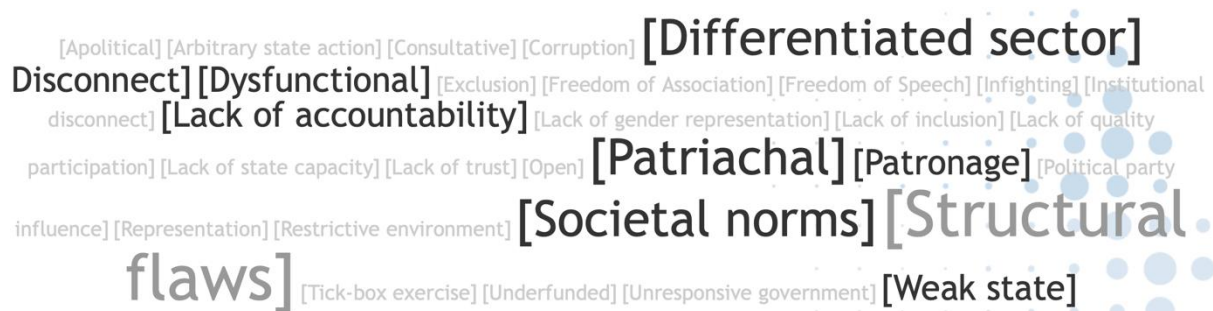 [Apolitical] [Arbitrary state action] [Consultative] [Corruption] [Differentiated sector]
Disconnect] [Dysfunctional] [Exclusion] [Freedom of Association] [Freedom of Speech] [Infighting] [Institutional
disconnect] [Lack of accountability] [Lack of gender representation] [Lack of inclusion] [Lack of quality
participation] [Lack of state capacity] [Lack of trust] [Open] [Patriachal] [Patronage] [Political party
influence] [Representation] [Restrictive environment] [Societal norms] [Structural
flaws] [Tick-box exercise] [Underfunded] [Unresponsive government] [Weak state]